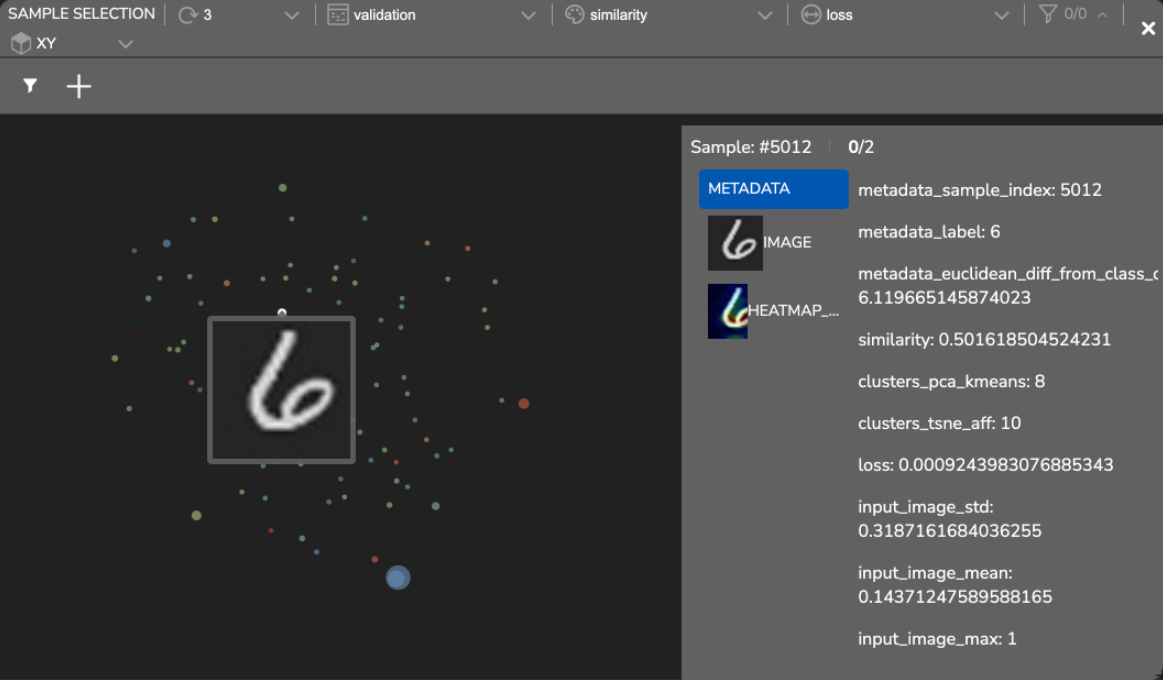 SAMPLE SELECTION 3 validation similarity loss 0/0
XY
Sample: #5012 0/2
METADATA
IMAGE
HEATMAP_...
metadata_sample_index: 5012
metadata_label: 6
metadata_euclidean_diff_from_class_c
6.119665145874023
similarity: 0.501618504524231
clusters_pca_kmeans: 8
clusters_tsne_aff: 10
loss: 0.0009243983076885343
input_image_std:
0.3187161684036255
input_image_mean:
0.14371247589588165
input_image_max: 1
6